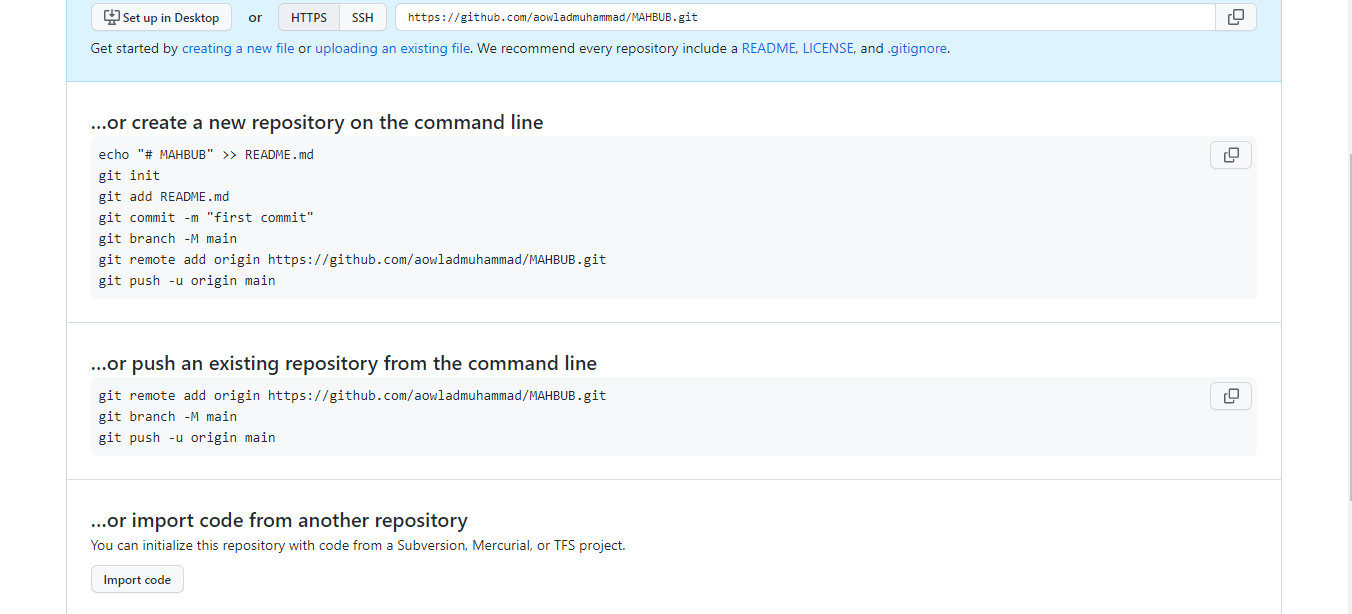 Set up in Desktop or HTTPS SSH https://github.com/aowladmuhammad/MAHBUB.git
Get started by creating a new file or uploading an existing file. We recommend every repository include a README, LICENSE, and .gitignore.
…or create a new repository on the command line
echo "# MAHBUB" >> README.md
git init
git add README.md
git commit -m "first commit"
git branch -M main
git remote add origin https://github.com/aowladmuhammad/MAHBUB.git
git push -u origin main
…or push an existing repository from the command line
git remote add origin https://github.com/aowladmuhammad/MAHBUB.git
git branch -M main
git push -u origin main
…or import code from another repository
You can initialize this repository with code from a Subversion, Mercurial, or TFS project.
Import code